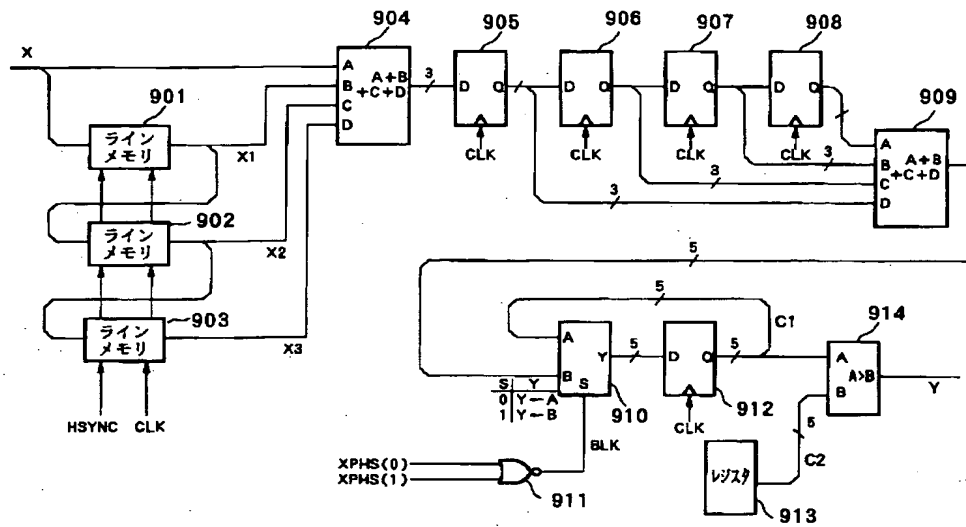 904
905
906
907
908
X
A
B
C
D
A+B
+C+D
3
D Q
D Q
D Q
D Q
CLK
CLK
CLK
CLK
909
A
B
C
D
A+B
+C+D
3
3
3
901
ライン
メモリ
X1
902
ライン
メモリ
X2
903
ライン
メモリ
X3
HSYNC
CLK
5
5
C1
914
A
B
S
Y
5
D Q
5
A
B
A>B
Y
S Y
0 Y←A
1 Y←B
910
912
CLK
5
C2
BLK
XPHS(0)
XPHS(1)
911
レジスタ
913